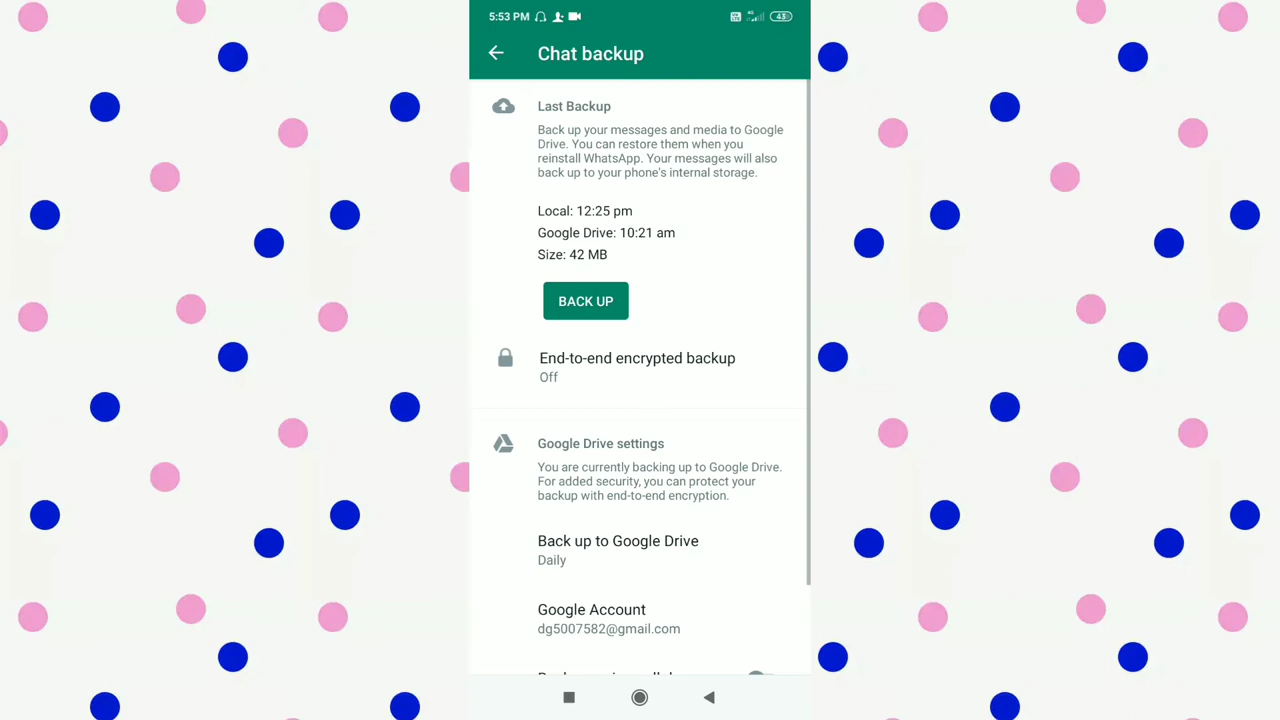 5:53 PM
43
Chat backup
Last Backup
Back up your messages and media to Google
Drive. You can restore them when you
reinstall WhatsApp. Your messages will also
back up to your phone's internal storage.
Local: 12:25 pm
Google Drive: 10:21 am
Size: 42 MB
BACK UP
End-to-end encrypted backup
Off
Google Drive settings
You are currently backing up to Google Drive.
For added security, you can protect your
backup with end-to-end encryption.
Back up to Google Drive
Daily
Google Account
dg5007582@gmail.com